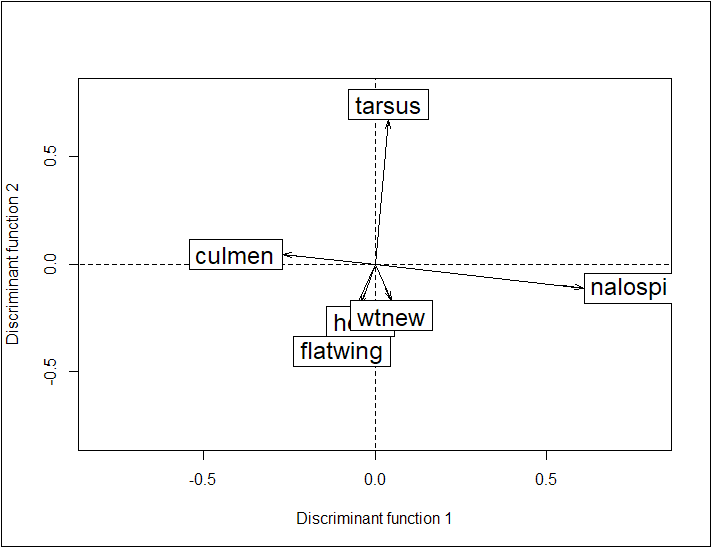 tarsus
0.5
culmen
0.0
nalospi
wtnew
flatwing
-0.5
-0.5
0.0
0.5
Discriminant function 1
Discriminant function 2